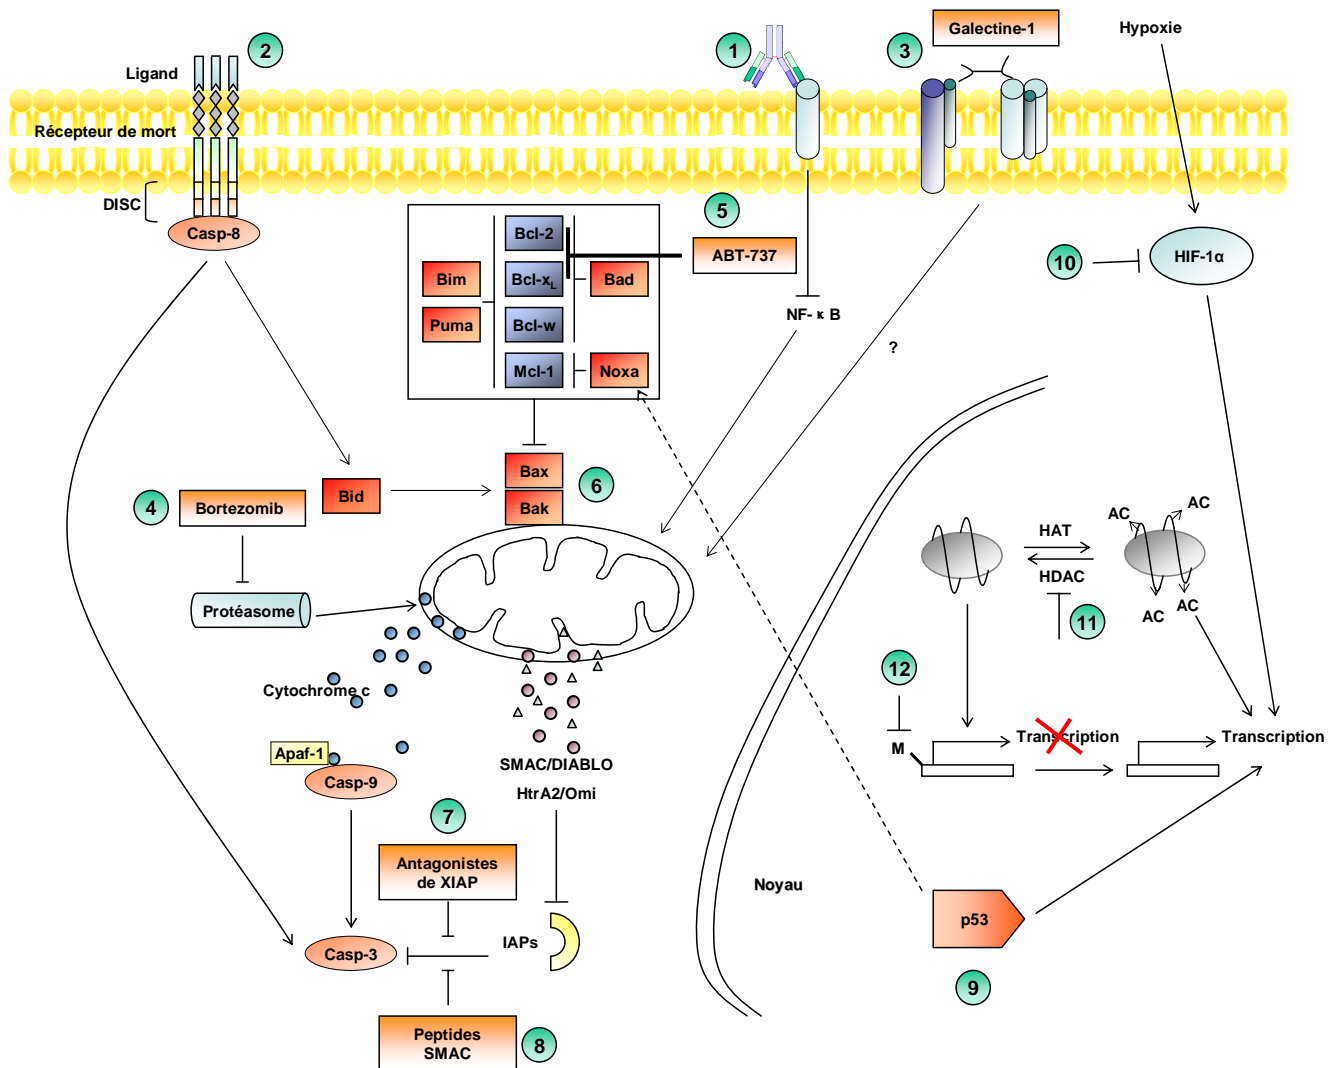 2
Ligand
Récepteur de mort
DISC
Casp-8
1
3
Galectine-1
Hypoxie
5
ABT-737
Bcl-2
Bim
Bcl-xL
Bad
Puma
Bcl-w
Mcl-1
Noxa
NF-κB
?
10
HIF-1α
4
Bortezomib
Bid
Bax
Bak
6
Protéasome
Cytochrome c
Apaf-1
Casp-9
SMAC/DIABLO
HtrA2/Omi
7
Antagonistes
de XIAP
IAPs
Casp-3
Peptides
SMAC
8
Noyau
HAT
HDAC
AC
AC
AC
AC
11
12
M
Transcription
Transcription
p53
9